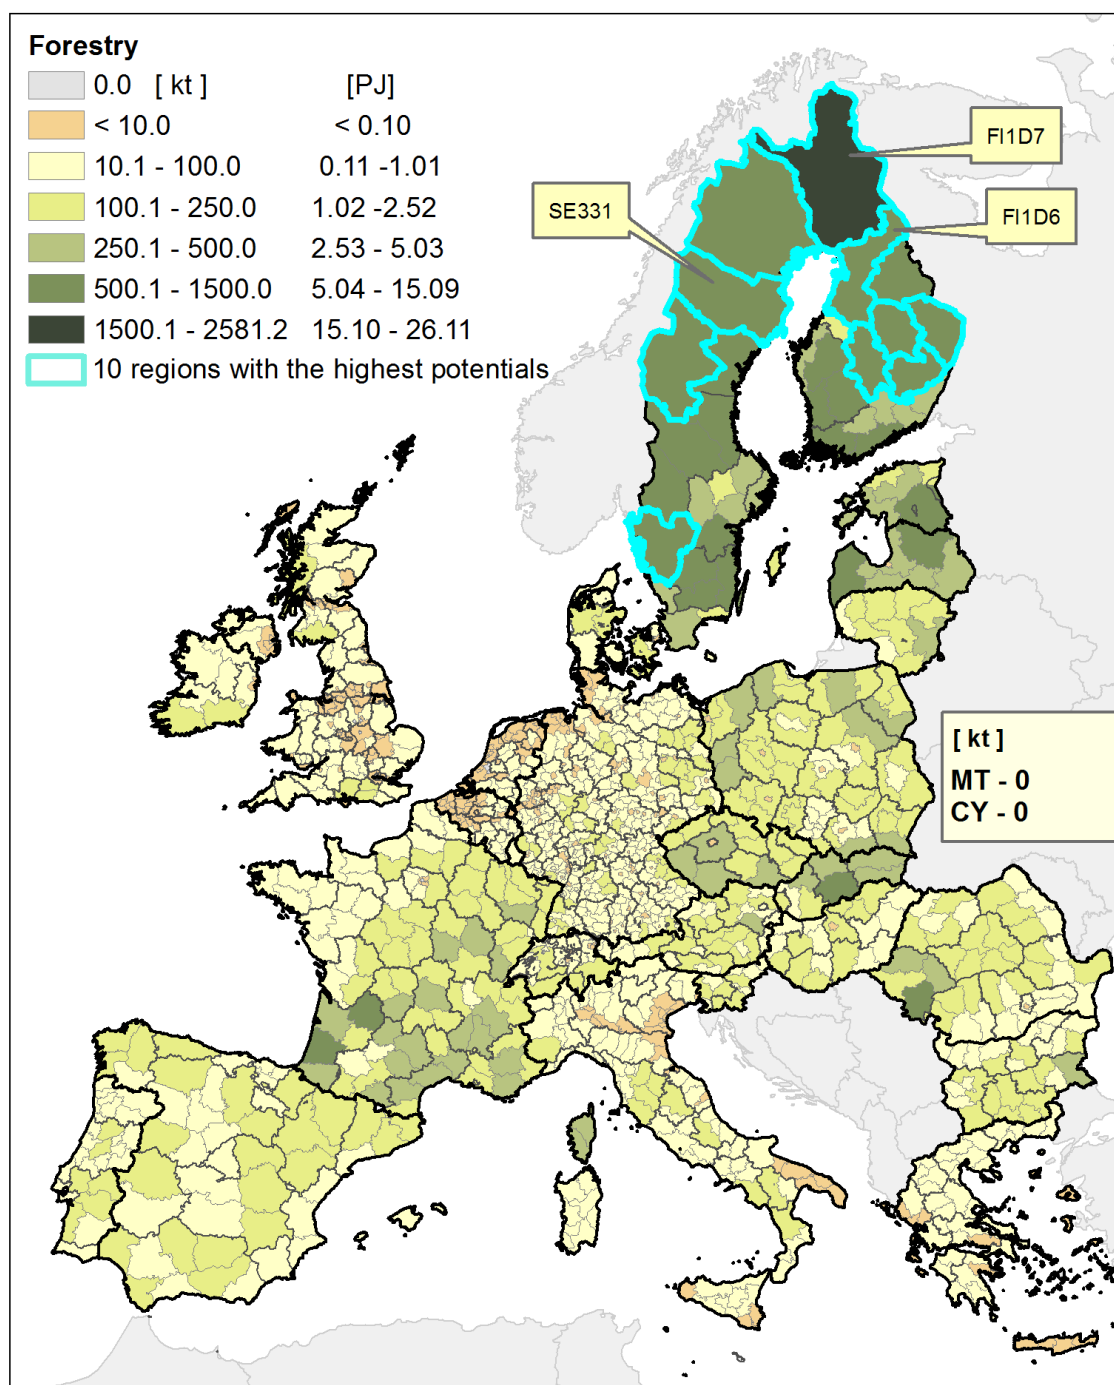 Forestry
0.0 [ kt ] [PJ]
< 10.0 < 0.10
10.1 - 100.0 0.11 -1.01
100.1 - 250.0 1.02 -2.52
250.1 - 500.0 2.53 - 5.03
500.1 - 1500.0 5.04 - 15.09
1500.1 - 2581.2 15.10 - 26.11
10 regions with the highest potentials
FI1D7
SE331
FI1D6
[ kt ]
MT - 0
CY - 0